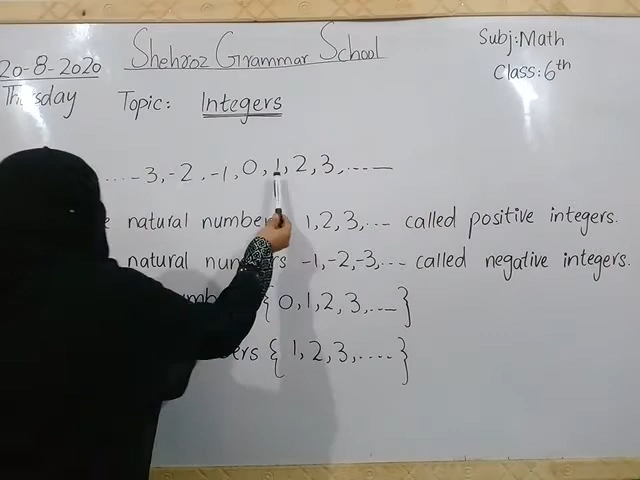 Shehroz Grammar School
Subj: Math
20-8-2020
Class: 6th
Thursday
Topic: Integers
... -3, -2, -1, 0, 1, 2, 3, ...
natural number 1, 2, 3, ... called positive integers.
natural numbers -1, -2, -3, ... called negative integers.
{0, 1, 2, 3, ...}
{1, 2, 3, ....}